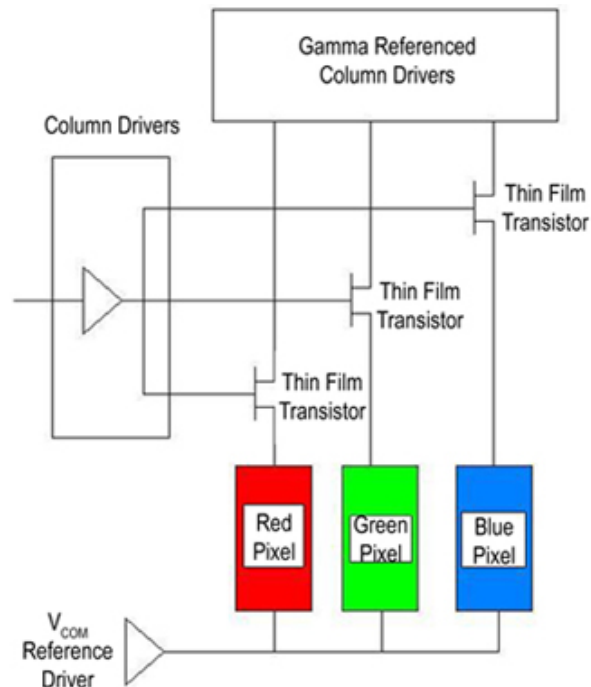 Gamma Referenced
Column Drivers
Column Drivers
Thin Film
Transistor
Thin Film
Transistor
Thin Film
Transistor
Red
Pixel
Green
Pixel
Blue
Pixel
VCOM
Reference
Driver